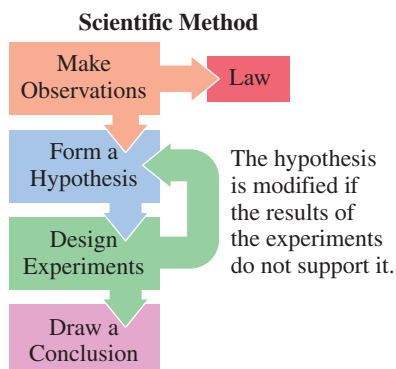 Scientific Method
Make
Observations
Law
Form a
Hypothesis
The hypothesis
is modified if
the results of
the experiments
do not support it.
Design
Experiments
Draw a
Conclusion